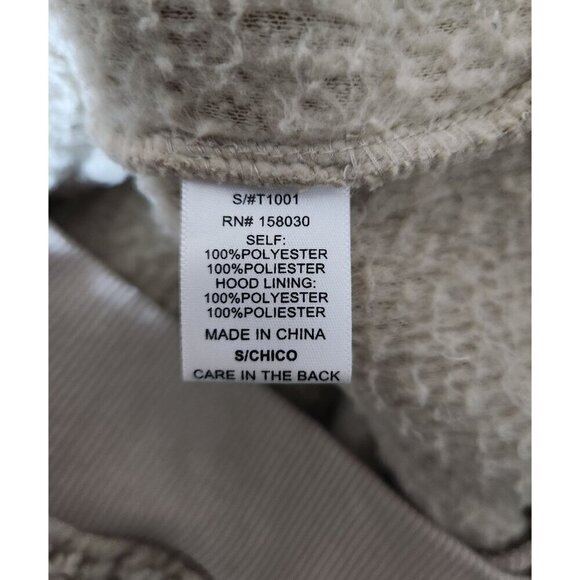 S/#T1001
RN# 158030
SELF:
100%POLYESTER
100%POLIESTER
HOOD LINING:
100%POLYESTER
100%POLIESTER
MADE IN CHINA
S/CHICO
CARE IN THE BACK